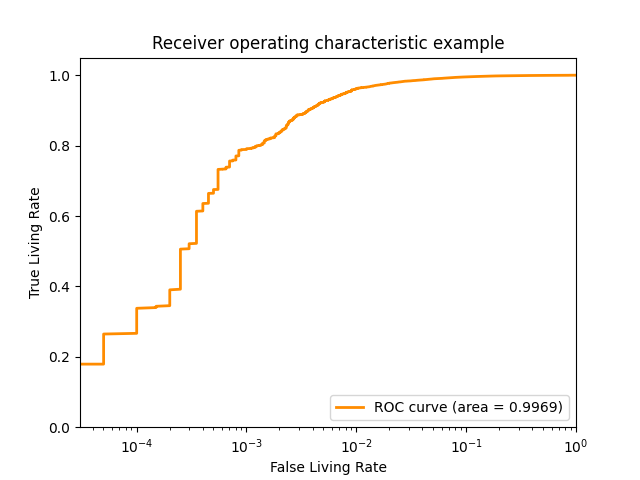 Receiver operating characteristic example
True Living Rate
1.0
0.8
0.6
0.4
0.2
0.0
10⁻⁴ 10⁻³ 10⁻² 10⁻¹ 10⁰
False Living Rate
ROC curve (area = 0.9969)